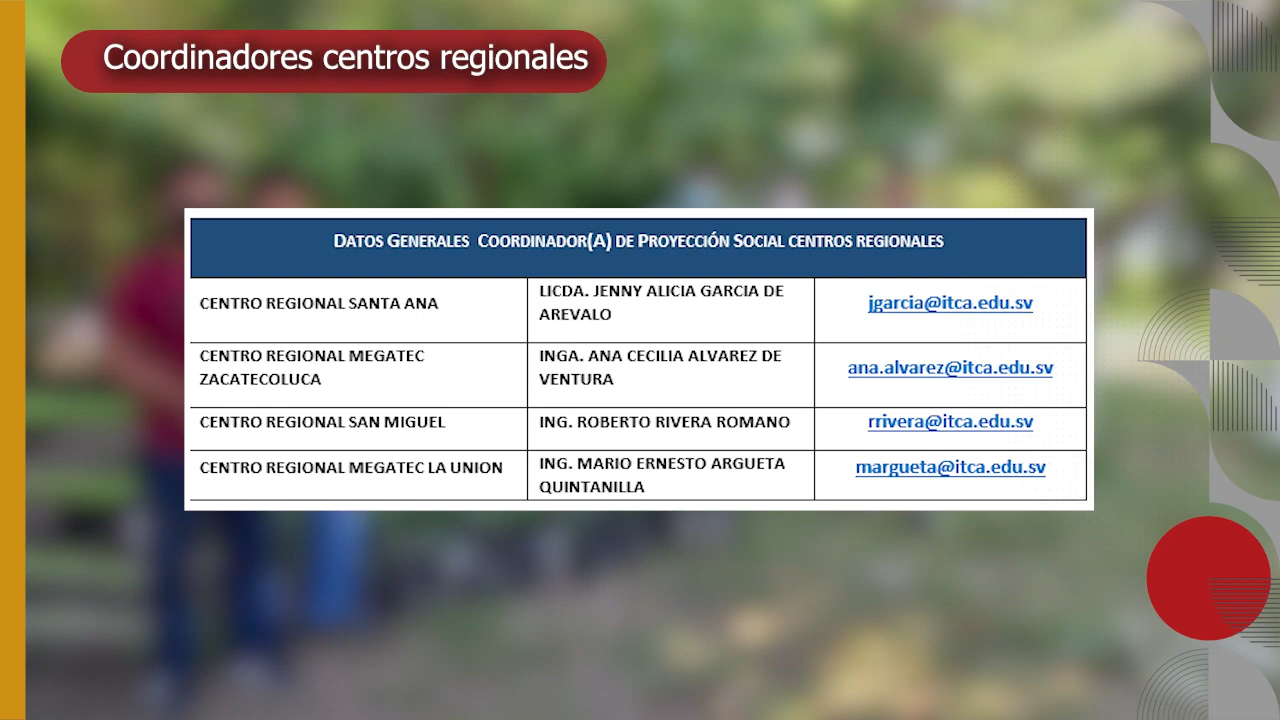 Coordinadores centros regionales
DATOS GENERALES COORDINADOR(A) DE PROYECCIÓN SOCIAL CENTROS REGIONALES
CENTRO REGIONAL SANTA ANA
LICDA. JENNY ALICIA GARCIA DE
AREVALO
jgarcia@itca.edu.sv
CENTRO REGIONAL MEGATEC
ZACATECOLUCA
INGA. ANA CECILIA ALVAREZ DE
VENTURA
ana.alvarez@itca.edu.sv
CENTRO REGIONAL SAN MIGUEL
ING. ROBERTO RIVERA ROMANO
rrivera@itca.edu.sv
CENTRO REGIONAL MEGATEC LA UNION
ING. MARIO ERNESTO ARGUETA
QUINTANILLA
margueta@itca.edu.sv